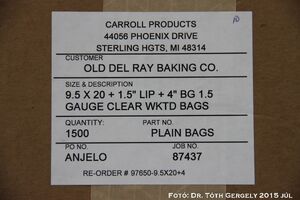 CARROLL PRODUCTS
44056 PHOENIX DRIVE
STERLING HGTS, MI 48314
CUSTOMER
OLD DEL RAY BAKING CO.
SIZE & DESCRIPTION
9.5 X 20 + 1.5" LIP + 4" BG 1.5
GAUGE CLEAR WKTD BAGS
QUANTITY: PART NO.
1500 PLAIN BAGS
PO NO: JOB NO.
ANJELO 87437
RE-ORDER # 97650-9.5X20+4
FOTÓ: DR. TÓTH GERGELY 2015 JÚL